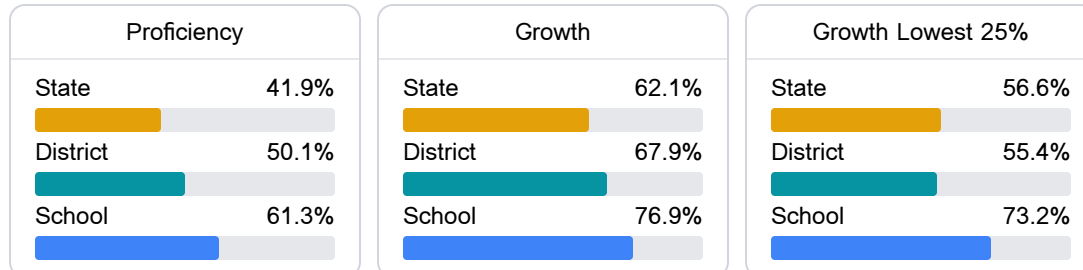 Proficiency
State 41.9%
District 50.1%
School 61.3%
Growth
State 62.1%
District 67.9%
School 76.9%
Growth Lowest 25%
State 56.6%
District 55.4%
School 73.2%